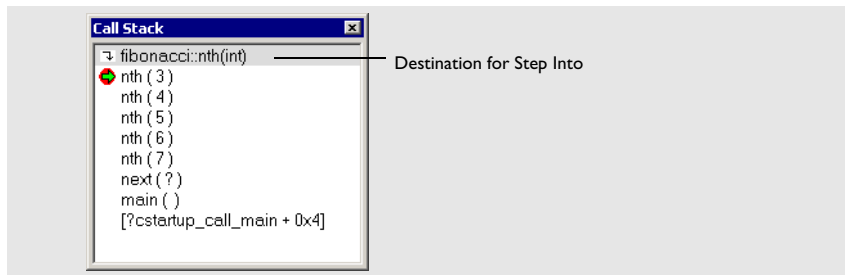 Call Stack
fibonacci::nth(int)
Destination for Step Into
nth ( 3 )
nth ( 4 )
nth ( 5 )
nth ( 6 )
nth ( 7 )
next ( ? )
main ( )
[?cstartup_call_main + 0x4]